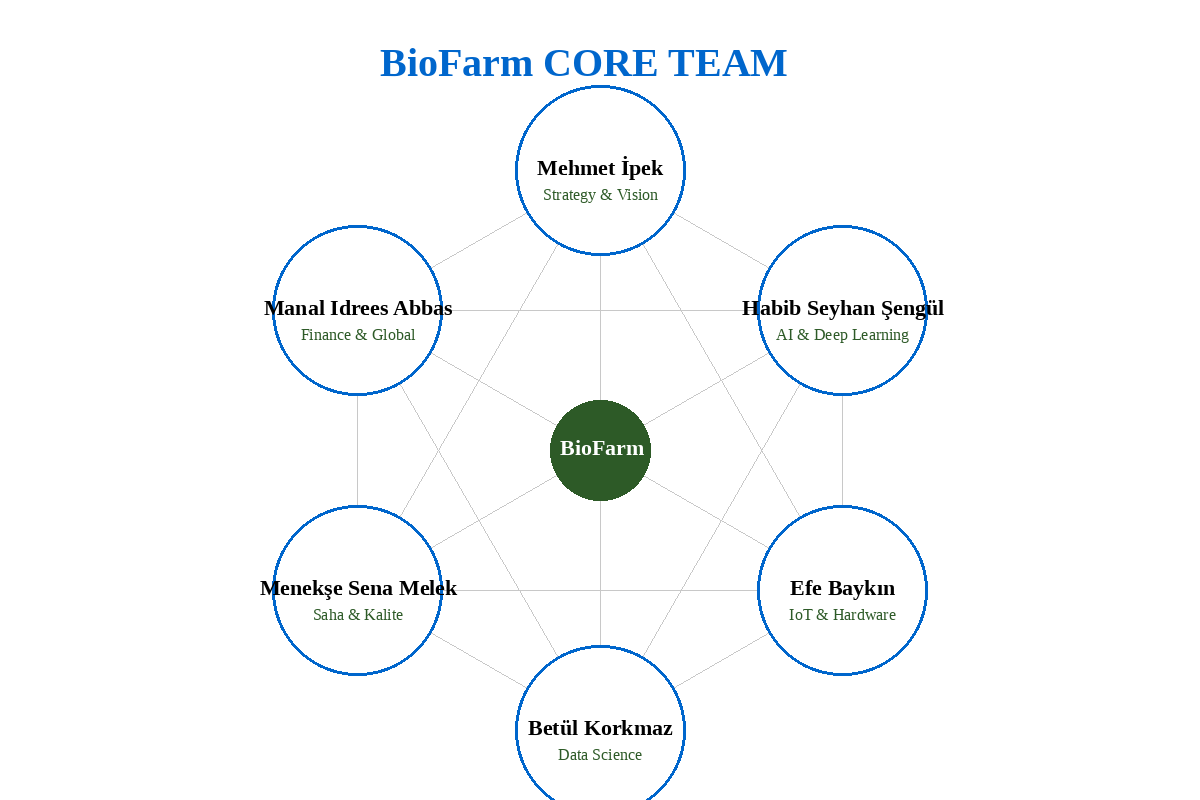 BioFarm CORE TEAM
Mehmet İpek
Strategy & Vision
Manal Idrees Abbas
Finance & Global
Habib Seyhan Şengül
AI & Deep Learning
BioFarm
Menekşe Sena Melek
Saha & Kalite
Efe Baykın
IoT & Hardware
Betül Korkmaz
Data Science